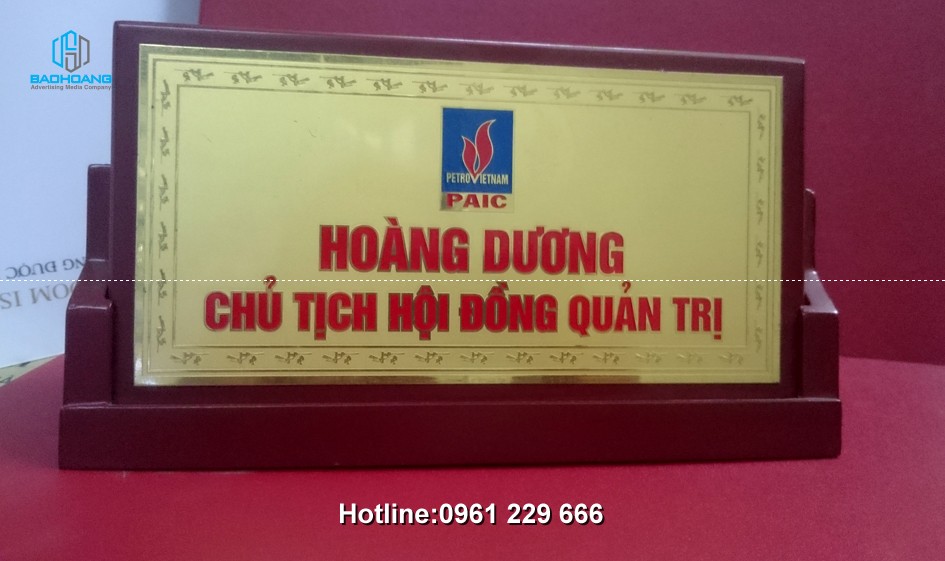 BAOHOANG
Advertising Media Company
PETROVIETNAM
PAIC
HOÀNG DƯƠNG
CHỦ TỊCH HỘI ĐỒNG QUẢN TRỊ
Hotline:0961 229 666